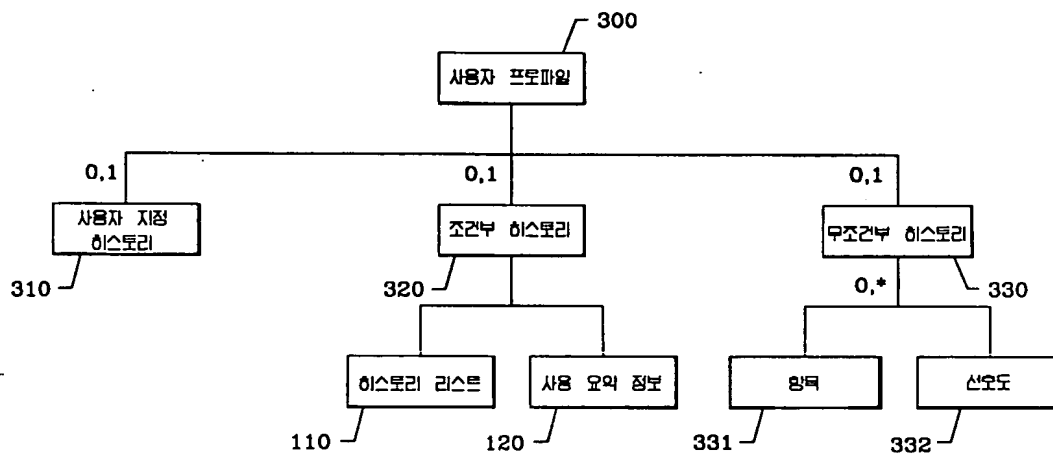 300
사용자 프로파일
0,1
0,1
0,1
사용자 지정
히스토리
조건부 히스토리
무조건부 히스토리
310
320
0,*
330
히스토리 리스트
사용 요약 정보
항목
선호도
110
120
331
332